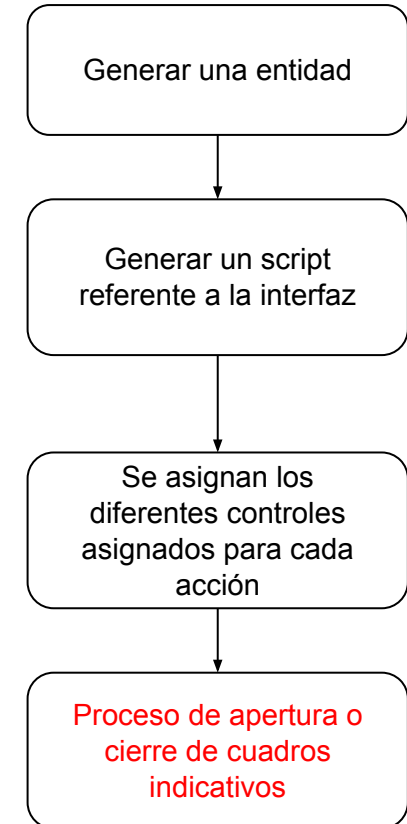 Generar una entidad
Generar un script
referente a la interfaz
Se asignan los
diferentes controles
asignados para cada
acción
Proceso de apertura o
cierre de cuadros
indicativos